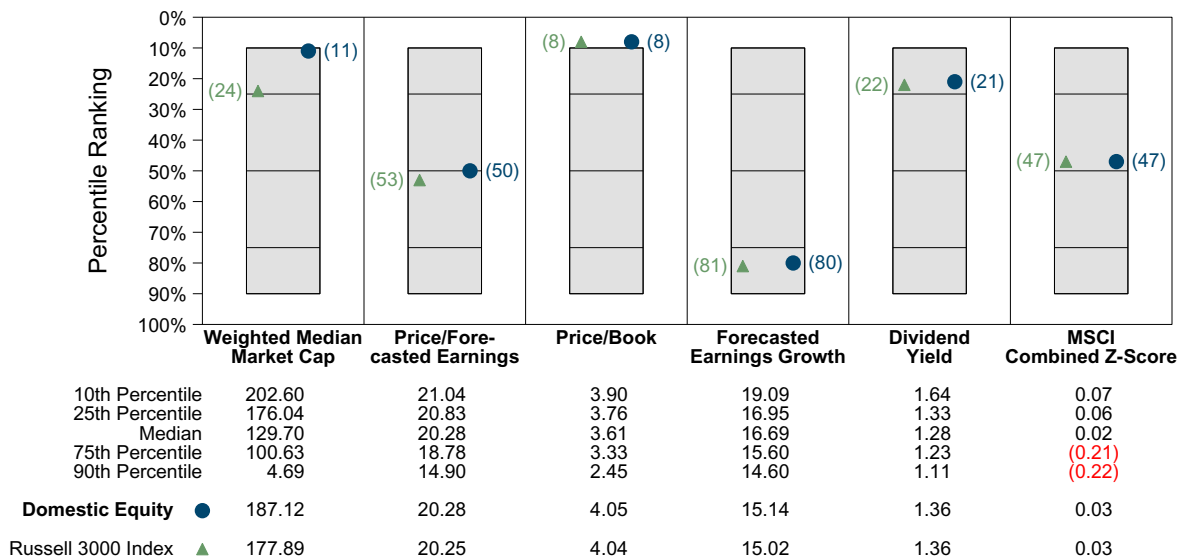 Percentile Ranking
0%
10%
20%
30%
40%
50%
60%
70%
80%
90%
100%
(11)
(24)
(50)
(53)
(8) (8)
(80)
(81)
(21)
(22)
(47) (47)
Weighted Median Market Cap
Price/Fore-casted Earnings
Price/Book
Forecasted Earnings Growth
Dividend Yield
MSCI Combined Z-Score
10th Percentile 202.60 21.04 3.90 19.09 1.64 0.07
25th Percentile 176.04 20.83 3.76 16.95 1.33 0.06
Median 129.70 20.28 3.61 16.69 1.28 0.02
75th Percentile 100.63 18.78 3.33 15.60 1.23 (0.21)
90th Percentile 4.69 14.90 2.45 14.60 1.11 (0.22)
Domestic Equity 187.12 20.28 4.05 15.14 1.36 0.03
Russell 3000 Index 177.89 20.25 4.04 15.02 1.36 0.03